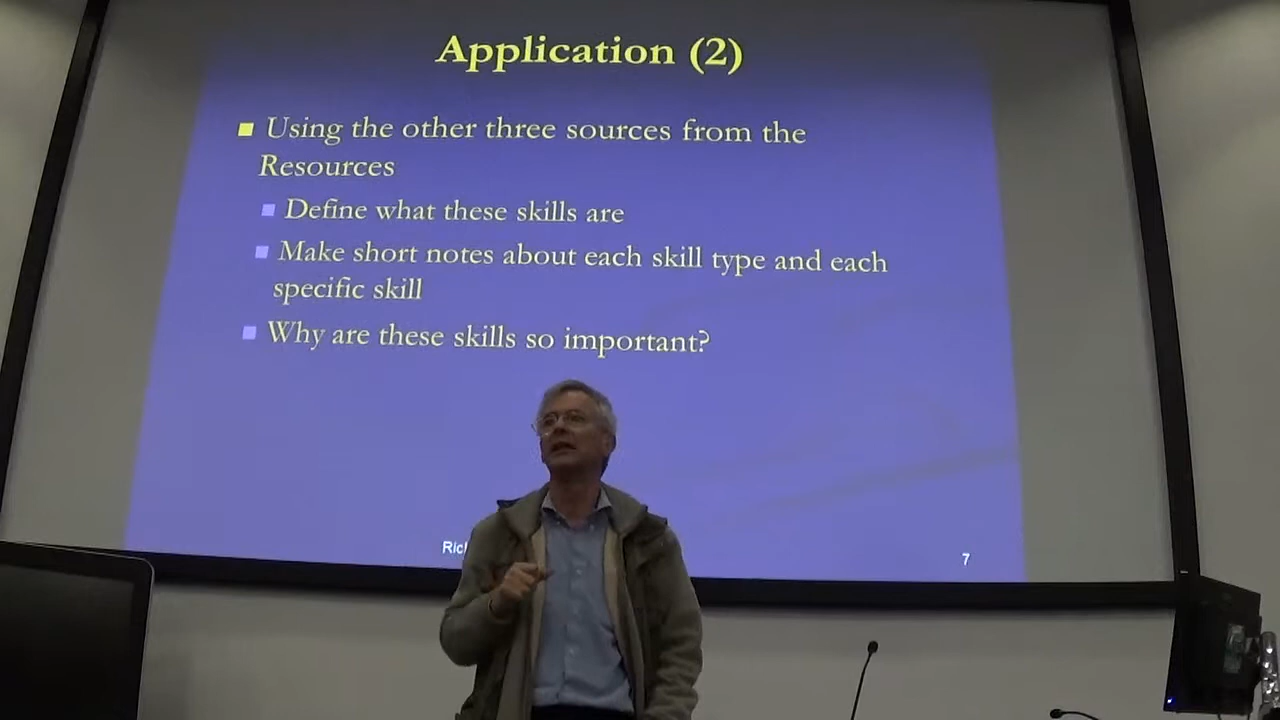 Application (2)
Using the other three sources from the
Resources
Define what these skills are
Make short notes about each skill type and each
specific skill
Why are these skills so important?
7